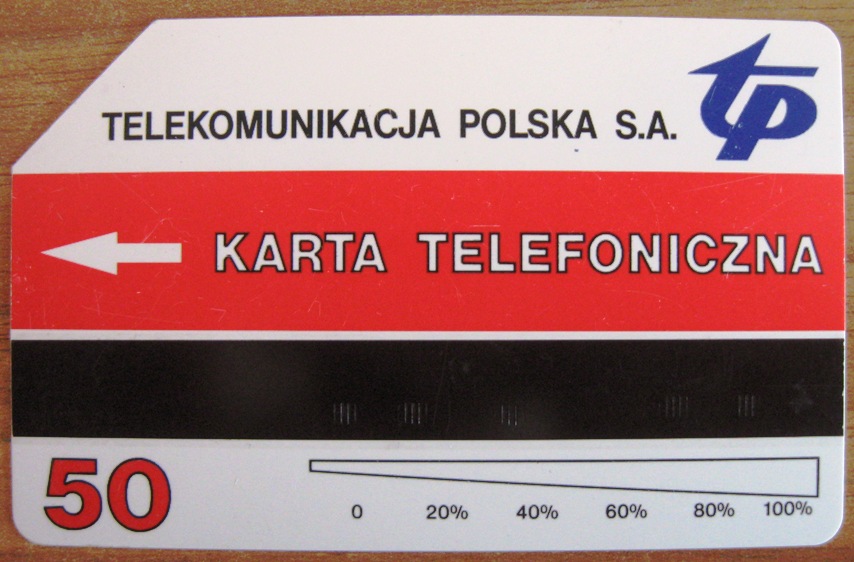 TELEKOMUNIKACJA POLSKA S.A.
tp
KARTA TELEFONICZNA
50
0 20% 40% 60% 80% 100%